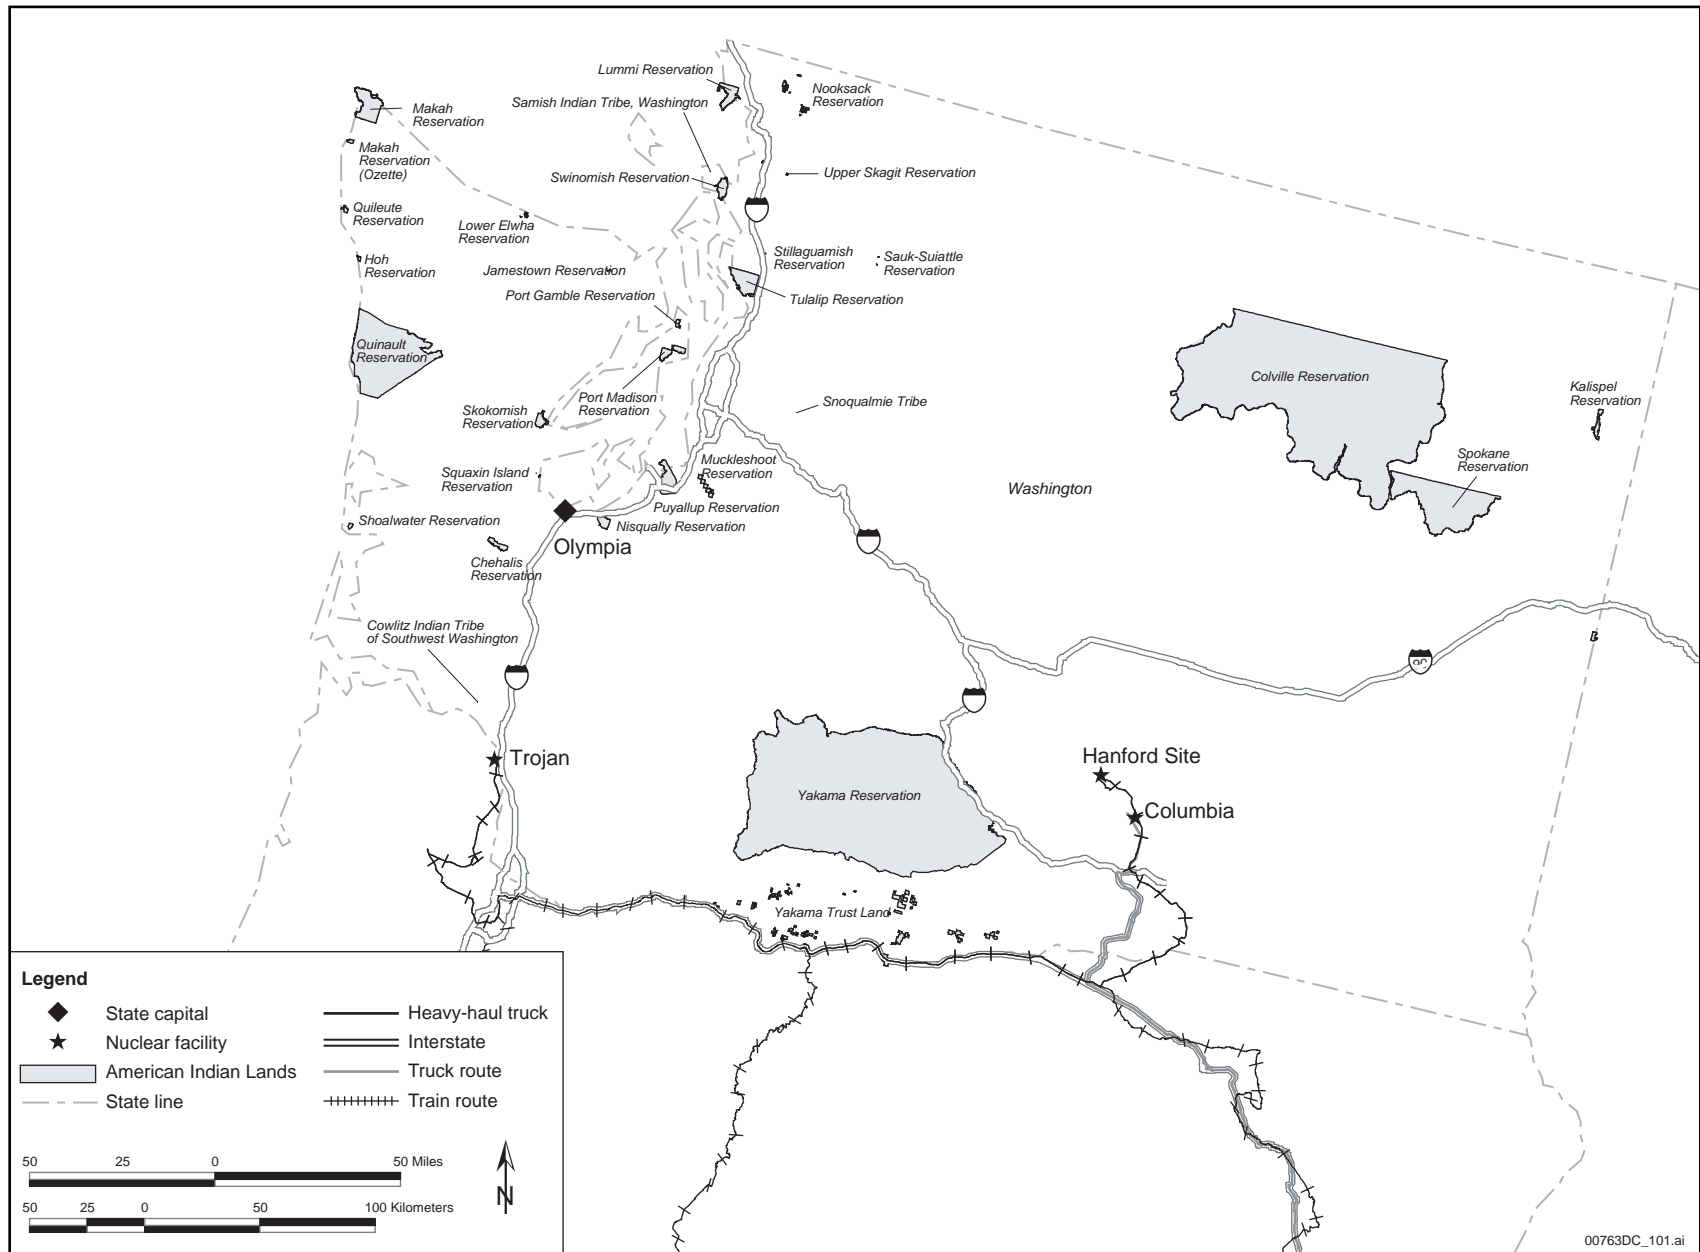 Lummi Reservation
Samish Indian Tribe, Washington
Nooksack
Reservation
Makah
Reservation
Makah
Reservation
(Ozette)
Swinomish Reservation
Upper Skagit Reservation
Quileute
Reservation
Lower Elwha
Reservation
Hoh
Reservation
Jamestown Reservation
Stillaguamish
Reservation
Sauk-Suiattle
Reservation
Port Gamble Reservation
Tulalip Reservation
Quinault
Reservation
Colville Reservation
Kalispel
Reservation
Port Madison
Reservation
Snoqualmie Tribe
Skokomish
Reservation
Spokane
Reservation
Muckleshoot
Reservation
Squaxin Island
Reservation
Washington
Puyallup Reservation
Shoalwater Reservation
Nisqually Reservation
Olympia
Chehalis
Reservation
Cowlitz Indian Tribe
of Southwest Washington
Trojan
Hanford Site
Yakama Reservation
Columbia
Yakama Trust Land
Legend
State capital
Nuclear facility
American Indian Lands
State line
Heavy-haul truck
Interstate
Truck route
Train route
50 25 0 50 Miles
50 25 0 50 100 Kilometers
N
00763DC_101.ai